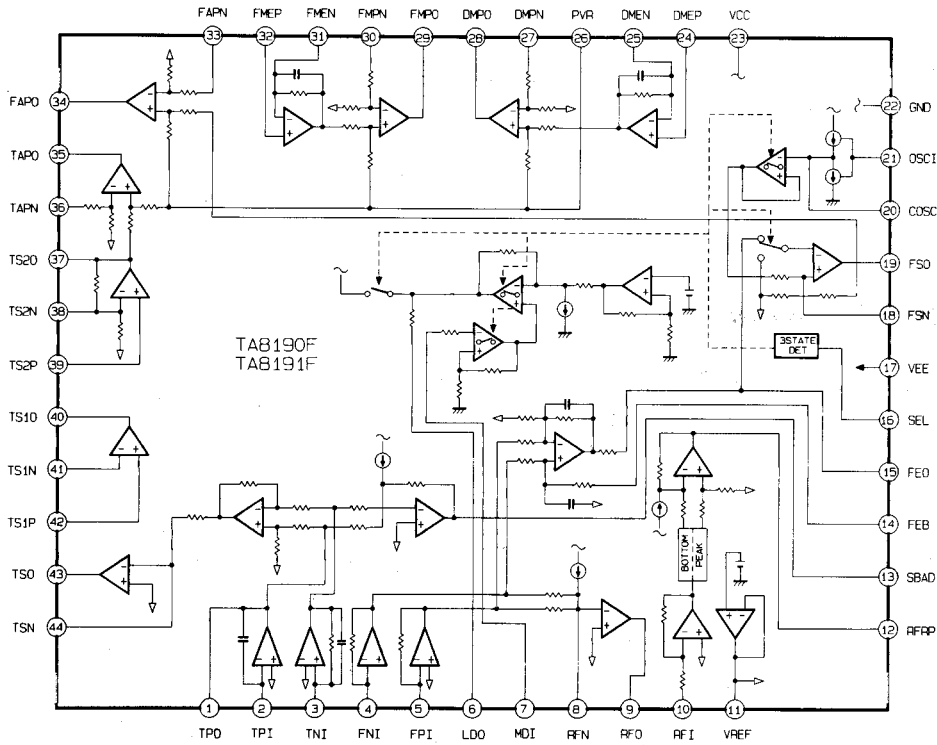 FAPN FMEP FMEN FMPN FMPO DMPO DMPN PVR DMEN DMEP VCC
33 32 31 30 29 28 27 26 25 24 23
FAPO 34
TAPO 35
TAPN 36
TS2O 37
TS2N 38
TS2P 39
TS1O 40
TS1N 41
TS1P 42
TSO 43
TSN 44
TA8190F
TA8191F
3STATE
DET
BOTTOM
PEAK
22 GND
21 OSCI
20 COSC
19 FSO
18 FSN
17 VEE
16 SEL
15 FEO
14 FEB
13 SBAD
12 RFRP
1 2 3 4 5 6 7 8 9 10 11
TPO TPI TNI FNI FPI LDO MDI RFN RFO RFI VREF